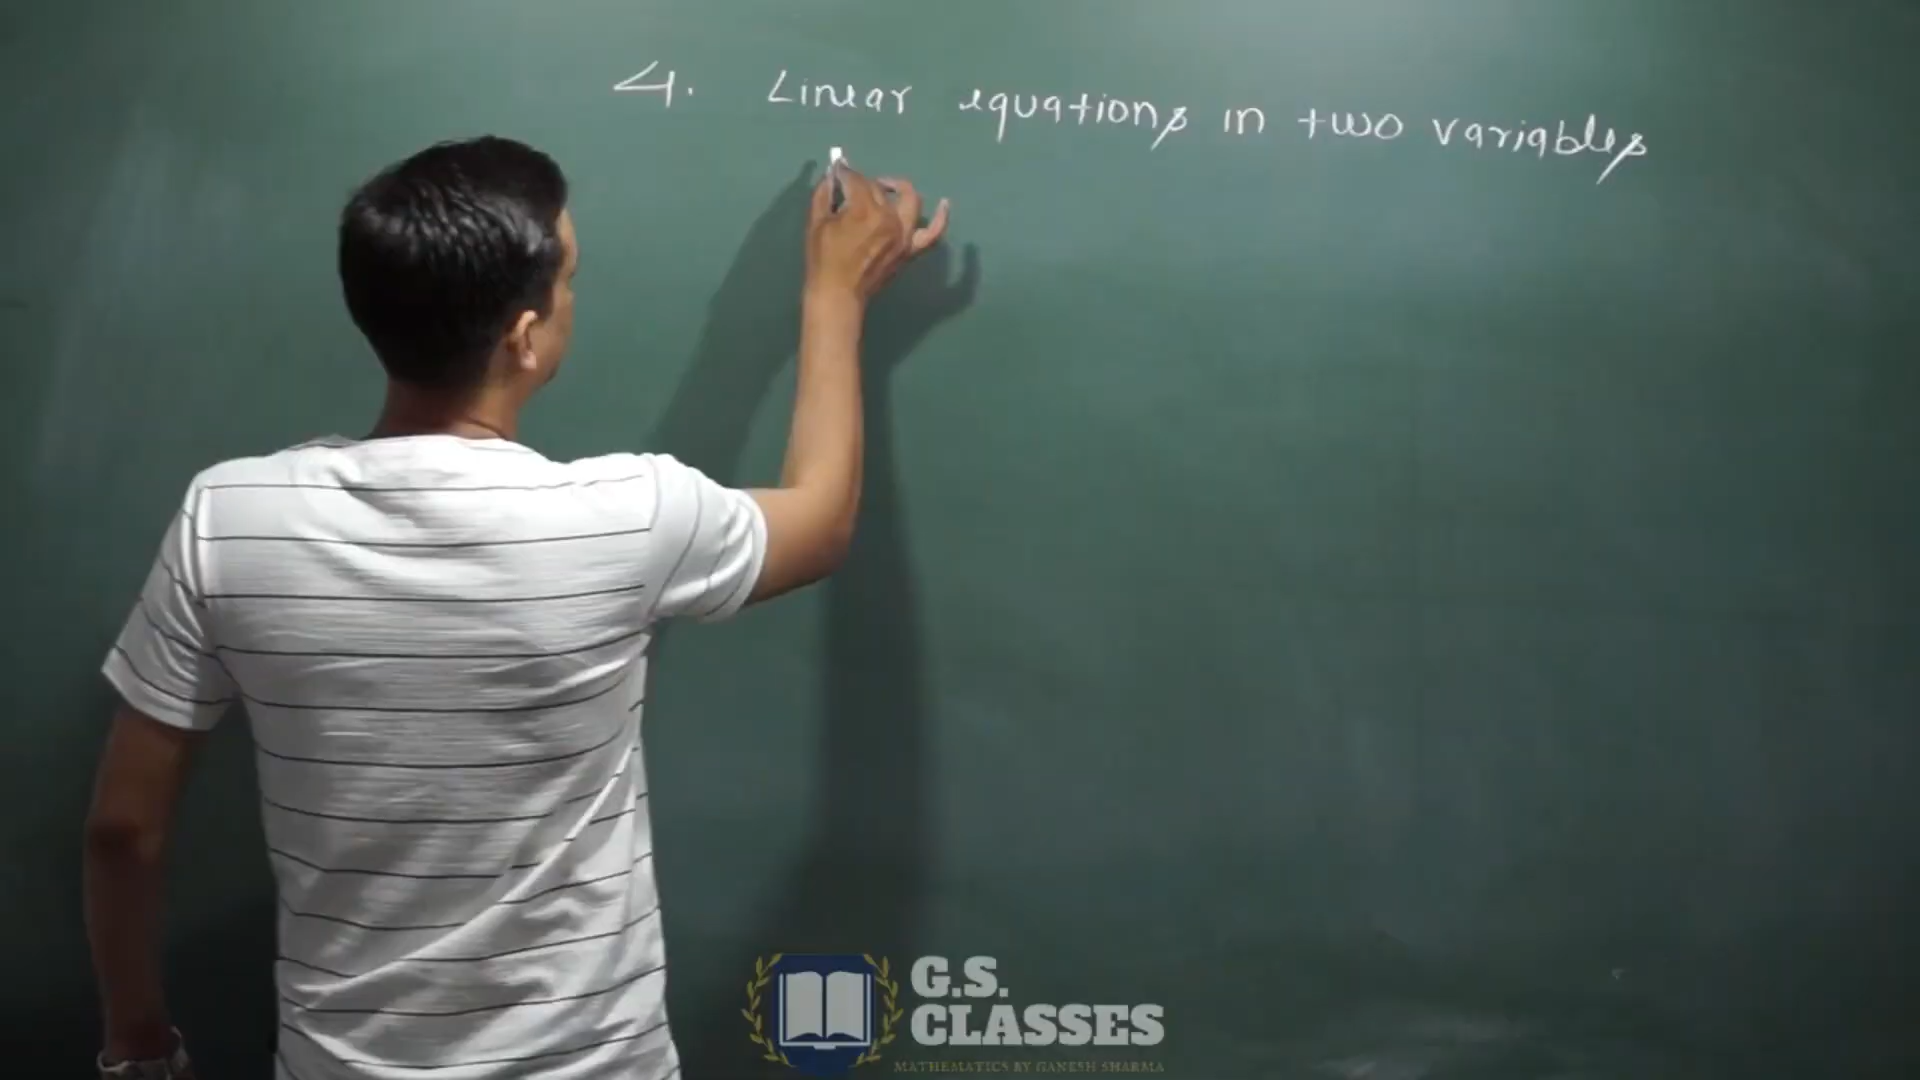 4. Linear equations in two variables
G.S.
CLASSES
MATHEMATICS BY GANESH SHARMA